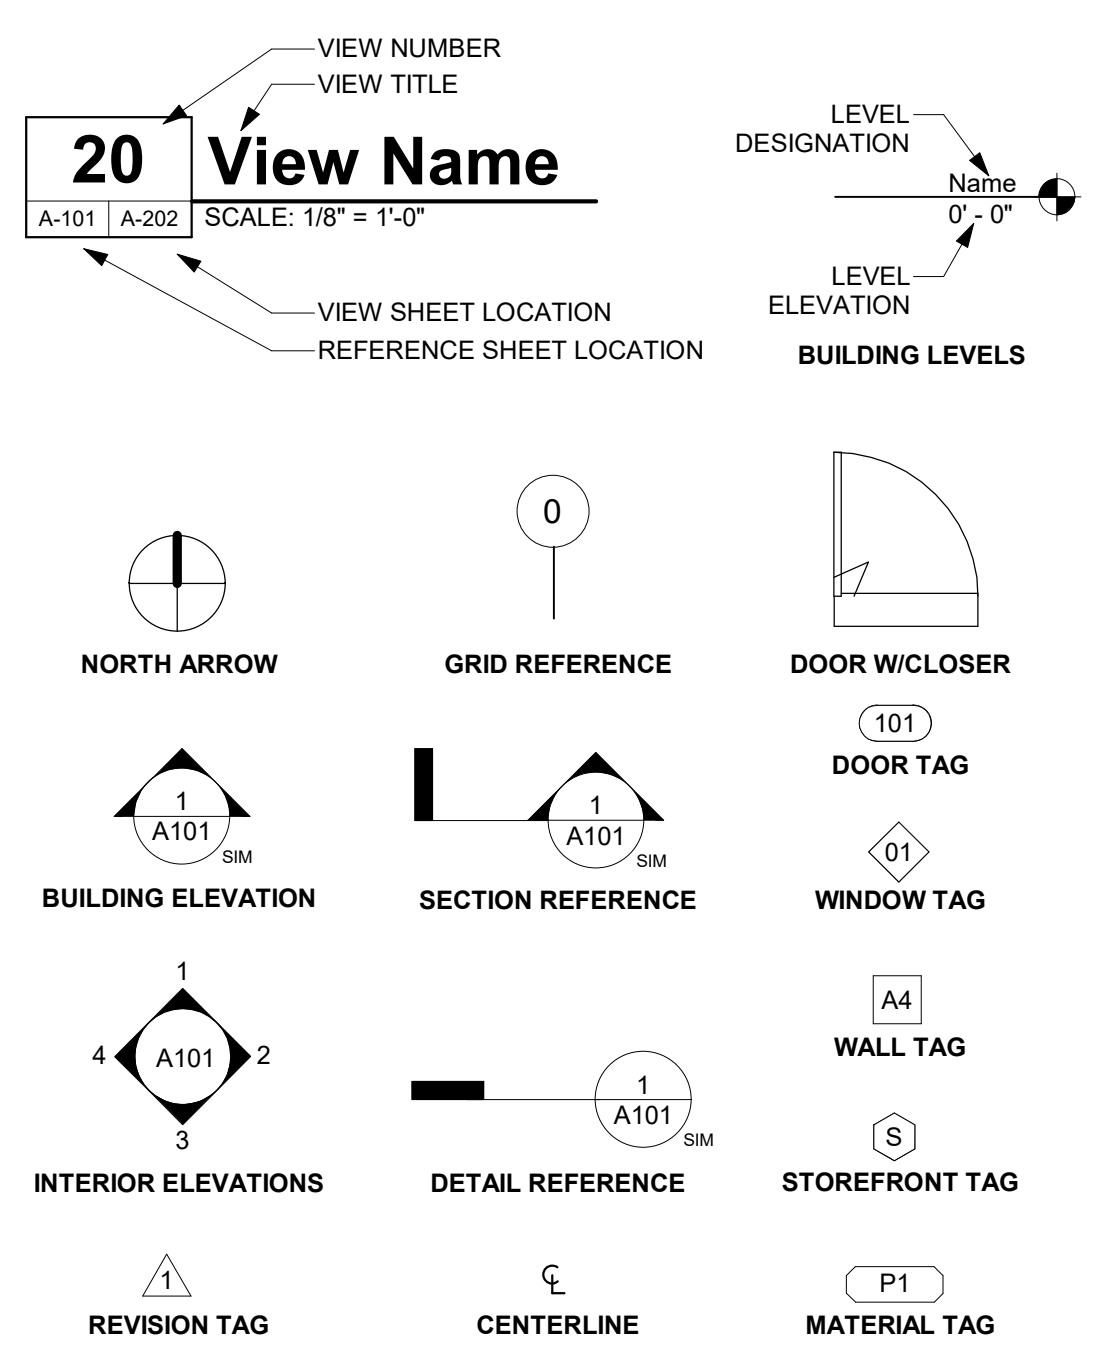 VIEW NUMBER
VIEW TITLE
20
View Name
A-101
A-202
SCALE: 1/8" = 1'-0"
VIEW SHEET LOCATION
REFERENCE SHEET LOCATION
LEVEL
DESIGNATION
Name
0' - 0"
LEVEL
ELEVATION
BUILDING LEVELS
NORTH ARROW
0
GRID REFERENCE
DOOR W/CLOSER
101
DOOR TAG
1
A101
SIM
BUILDING ELEVATION
1
A101
SIM
SECTION REFERENCE
01
WINDOW TAG
1
4
A101
2
3
INTERIOR ELEVATIONS
1
A101
SIM
DETAIL REFERENCE
A4
WALL TAG
S
STOREFRONT TAG
1
REVISION TAG
℄
CENTERLINE
P1
MATERIAL TAG